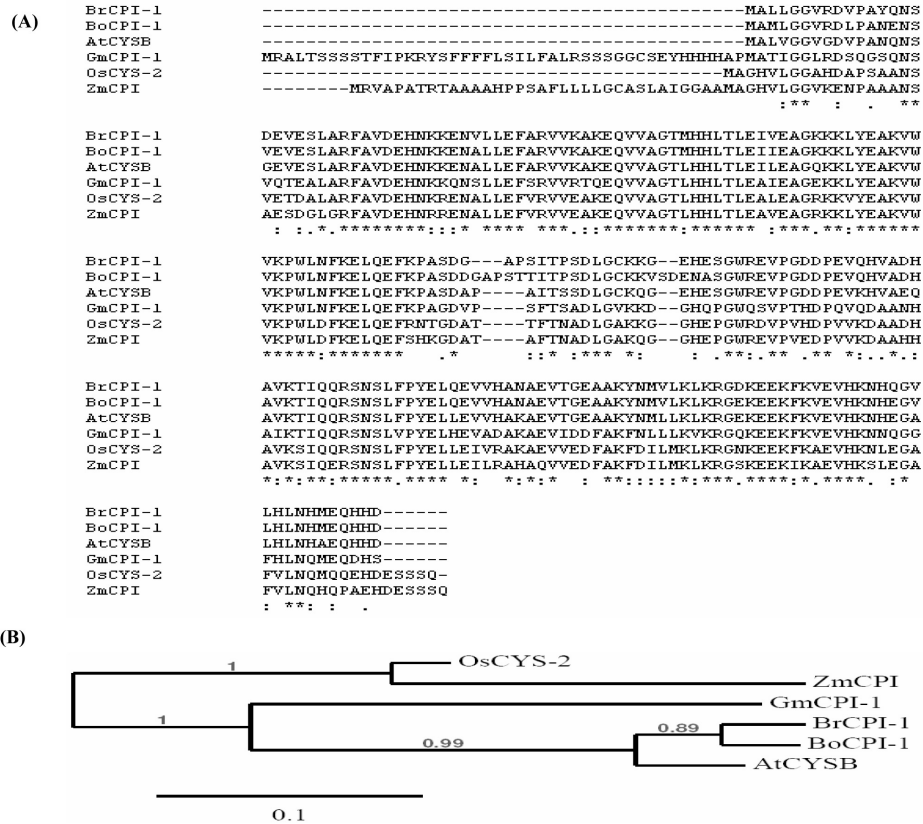 (A)
BrCPI-1 --------------------------------------------MALLGGVRDVPAYQNS
BoCPI-1 --------------------------------------------MAMLGGVRDLPANENS
AtCYSB --------------------------------------------MALVGGVGDVPANQNS
GmCPI-1 MRALTSSSSTFIPKRYSFFFFLSILFALRSSSGGCSEYHHHHAPMATIGGLRDSQGSQNS
OsCYS-2 ------------------------------------------MAGHVLGGAHDAPSAANS
ZmCPI --------MRVAPATRTAAAAHPPSAFLLLLGCASLAIGGAAMAGHVLGGVKENPAAANS
:** : . **
BrCPI-1 DEVESLARFAVDEHNKKENVLLEFARVVKAKEQVVAGTMHHLTLEIVEAGKKKLYEAKVW
BoCPI-1 VEVESLARFAVDEHNKKENALLEFARVVKAKEQVVAGTMHHLTLEIIEAGKKKLYEAKVW
AtCYSB GEVESLARFAVDEHNKKENALLEFARVVKAKEQVVAGTLHHLTLEILEAGQKKLYEAKVW
GmCPI-1 VQTEALARFAVDEHNKKQNSLLEFSRVVRTQEQVVAGTLHHLTLEAIEAGEKKLYEAKVW
OsCYS-2 VETDALARFAVDEHNKRENALLEFVRVVEAKEQVVAGTLHHLTLEALEAGRKKLYEAKVW
ZmCPI AESDGLGRFAVDEHNRRENALLEFVRVVEAKEQVVAGTLHHLTLEAVEAGRKKLYEAKVW
: :.*.********:::* **** ***.::*******:****** :***.*********
BrCPI-1 VKPWLNFKELQEFKPASDG---APSITPSDLGCKKG---EHESGWREVPGDDPEVQHVADH
BoCPI-1 VKPWLNFKELQEFKPASDDGAPSTTITPSDLGCKKVSDENASGWREVPGDDPEVQHVADH
AtCYSB VKPWLNFKELQEFKPASDAP----AITSSDLGCKQG---EHESGWREVPGDDPEVKHVAEQ
GmCPI-1 VKPWLNFKELQEFKPAGDVP----SFTSADLGVKKD---GHQPGWQSVPTHDPQVQDAANH
OsCYS-2 VKPWLDFKELQEFRNTGDAT----TFTNADLGAKKG---GHEPGWRDVPVHDPVVKDAADH
ZmCPI VKPWLDFKELQEFSHKGDAT----AFTNADLGAKQG---GHEPGWREVPVEDPVVKDAAHH
*****:******* .* ::* :*** *: : .**:.** .** *:..*.:
BrCPI-1 AVKTIQQRSNSLFPYELQEVVHANAEVTGEAAKYNMVLKLKRGDKEEKFKVEVHKNHQGV
BoCPI-1 AVKTIQQRSNSLFPYELQEVVHANAEVTGEAAKYNMVLKLKRGEKEEKFKVEVHKNHEGV
AtCYSB AVKTIQQRSNSLFPYELLEVVHAKAEVTGEAAKYNMLLKLKRGEKEEKFKVEVHKNHEGA
GmCPI-1 AIKTIQQRSNSLVPYELHEVADAKAEVIDDFAKFNLLLKVKRGQKEEKFKVEVHKNNQGG
OsCYS-2 AVKSIQQRSNSLFPYELLEIVRAKAEVVEDFAKFDILMKLKRGNKEEKFKAEVHKNLEGA
ZmCPI AVKSIQERSNSLFPYELLEILRAHAQVVEDFAKFDILMKLKRGSKEEKIKAEVHKSLEGA
*:*:**:*****.**** *: *:*:* : **::::*:***.****:*.****. :*
BrCPI-1 LHLNHMEQHHD------
BoCPI-1 LHLNHMEQHHD------
AtCYSB LHLNHAEQHHD------
GmCPI-1 FHLNQMEQDHS------
OsCYS-2 FVLNQMQQEHDESSSQ-
ZmCPI FVLNQHQPAEHDESSSQ
: **: : .
(B)
OsCYS-2
1
ZmCPI
GmCPI-1
1
0.89
BrCPI-1
0.99
BoCPI-1
AtCYSB
0.1